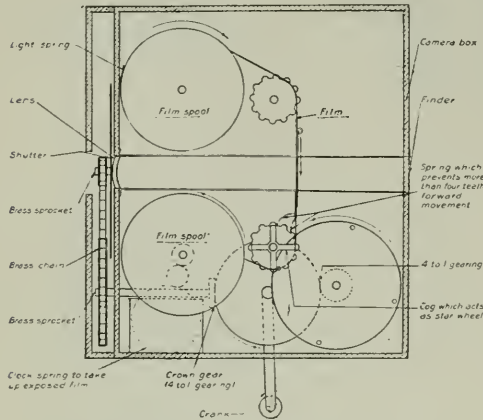 Light spring
Lens
Shutter
Brass sprocket
Brass chain
Brass sprocket
Clock spring to take
up exposed film
Film spool
Film
Film spool
Crown gear
(4 to 1 gearing)
Crank
Camera box
Finder
Spring which
prevents more
than four teeth
forward
movement
4 to 1 gearing
Cog which acts
as star wheel